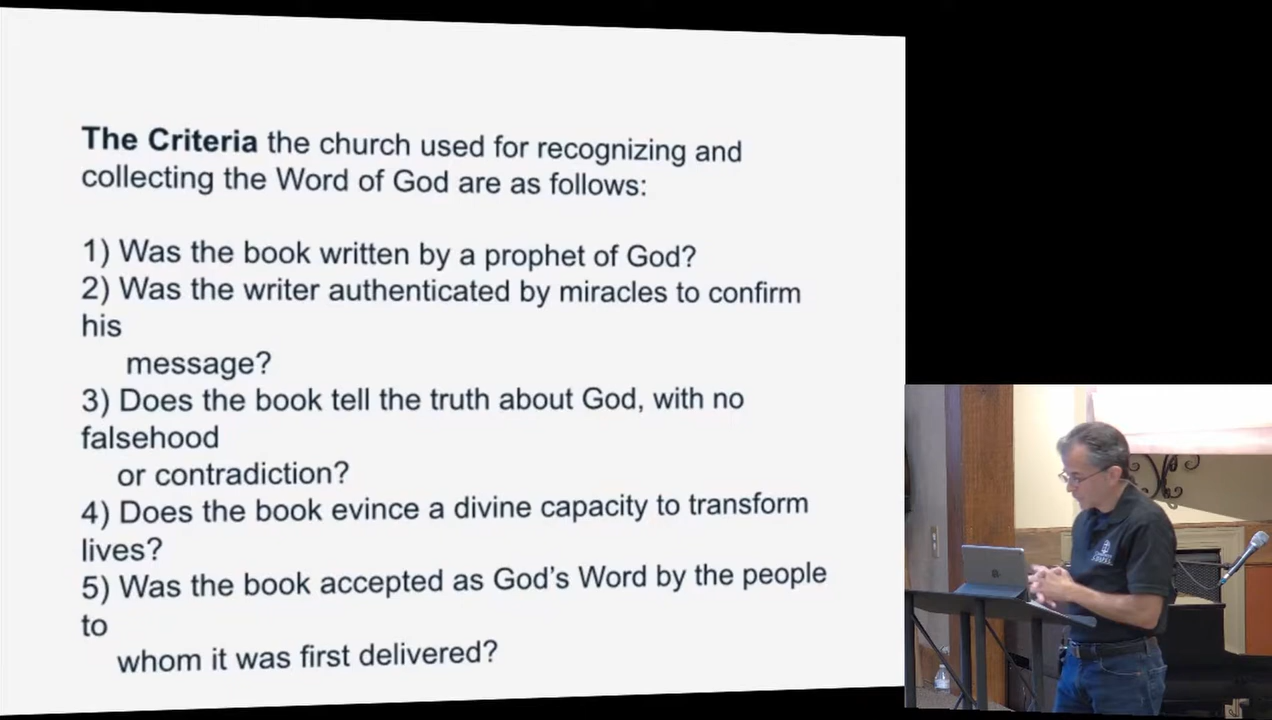 The Criteria the church used for recognizing and
collecting the Word of God are as follows:
1) Was the book written by a prophet of God?
2) Was the writer authenticated by miracles to confirm
his
message?
3) Does the book tell the truth about God, with no
falsehood
or contradiction?
4) Does the book evince a divine capacity to transform
lives?
5) Was the book accepted as God's Word by the people
to
whom it was first delivered?